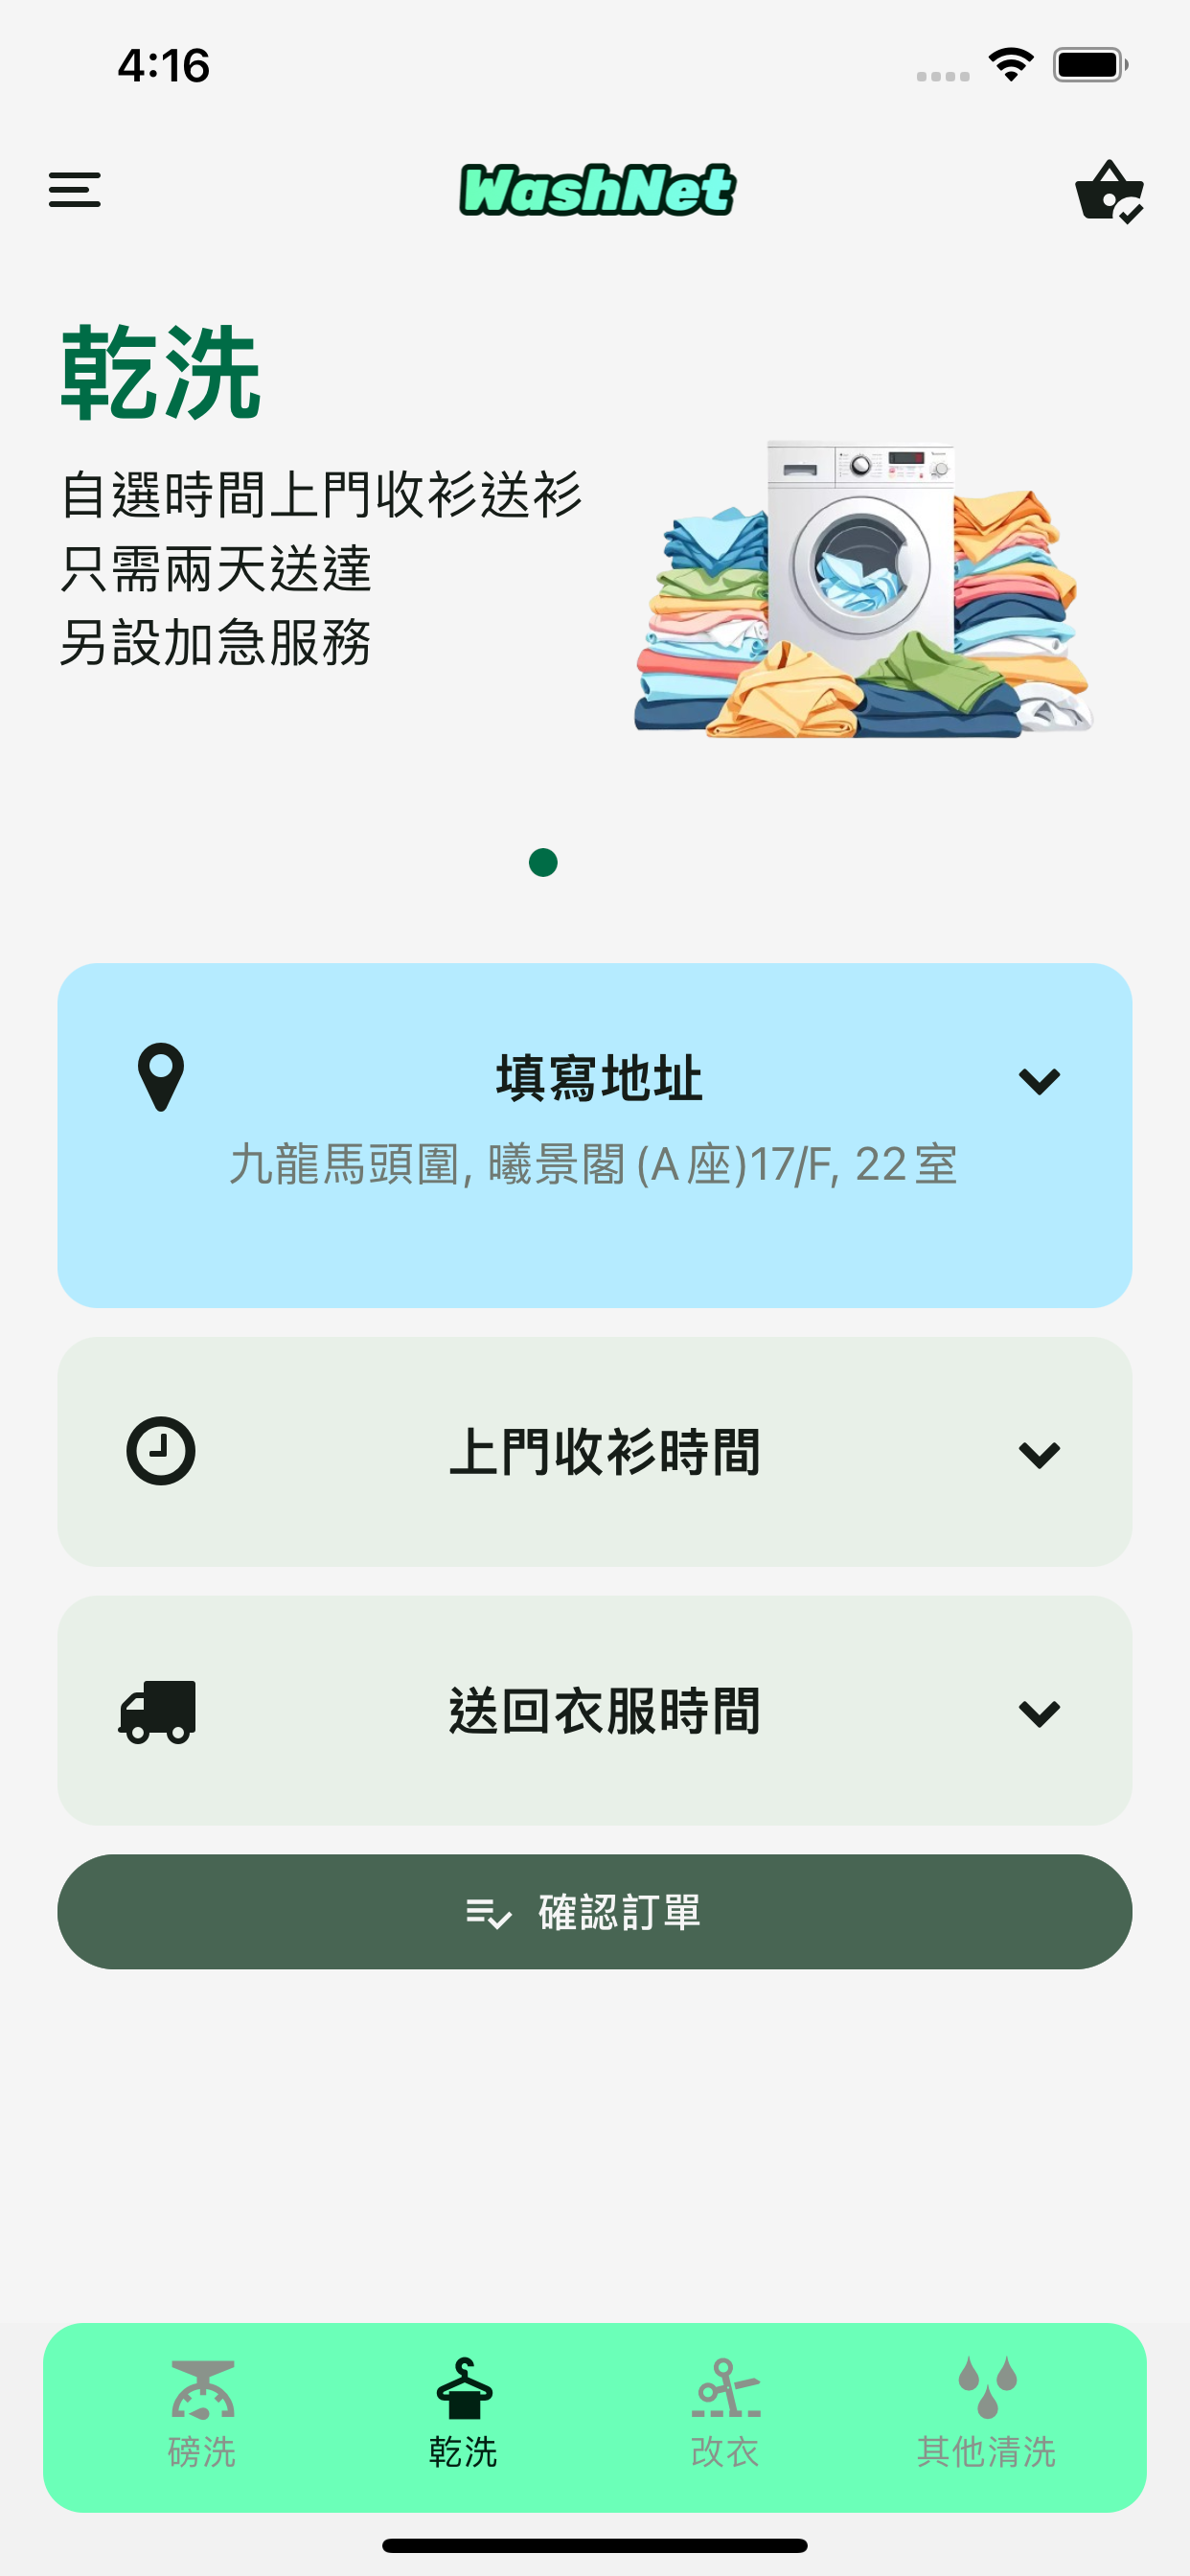 4:16
WashNet
乾洗
自選時間上門收衫送衫
只需兩天送達
另設加急服務
填寫地址
九龍馬頭圍, 曦景閣 (A 座)17/F, 22 室
上門收衫時間
送回衣服時間
確認訂單
磅洗
乾洗
改衣
其他清洗